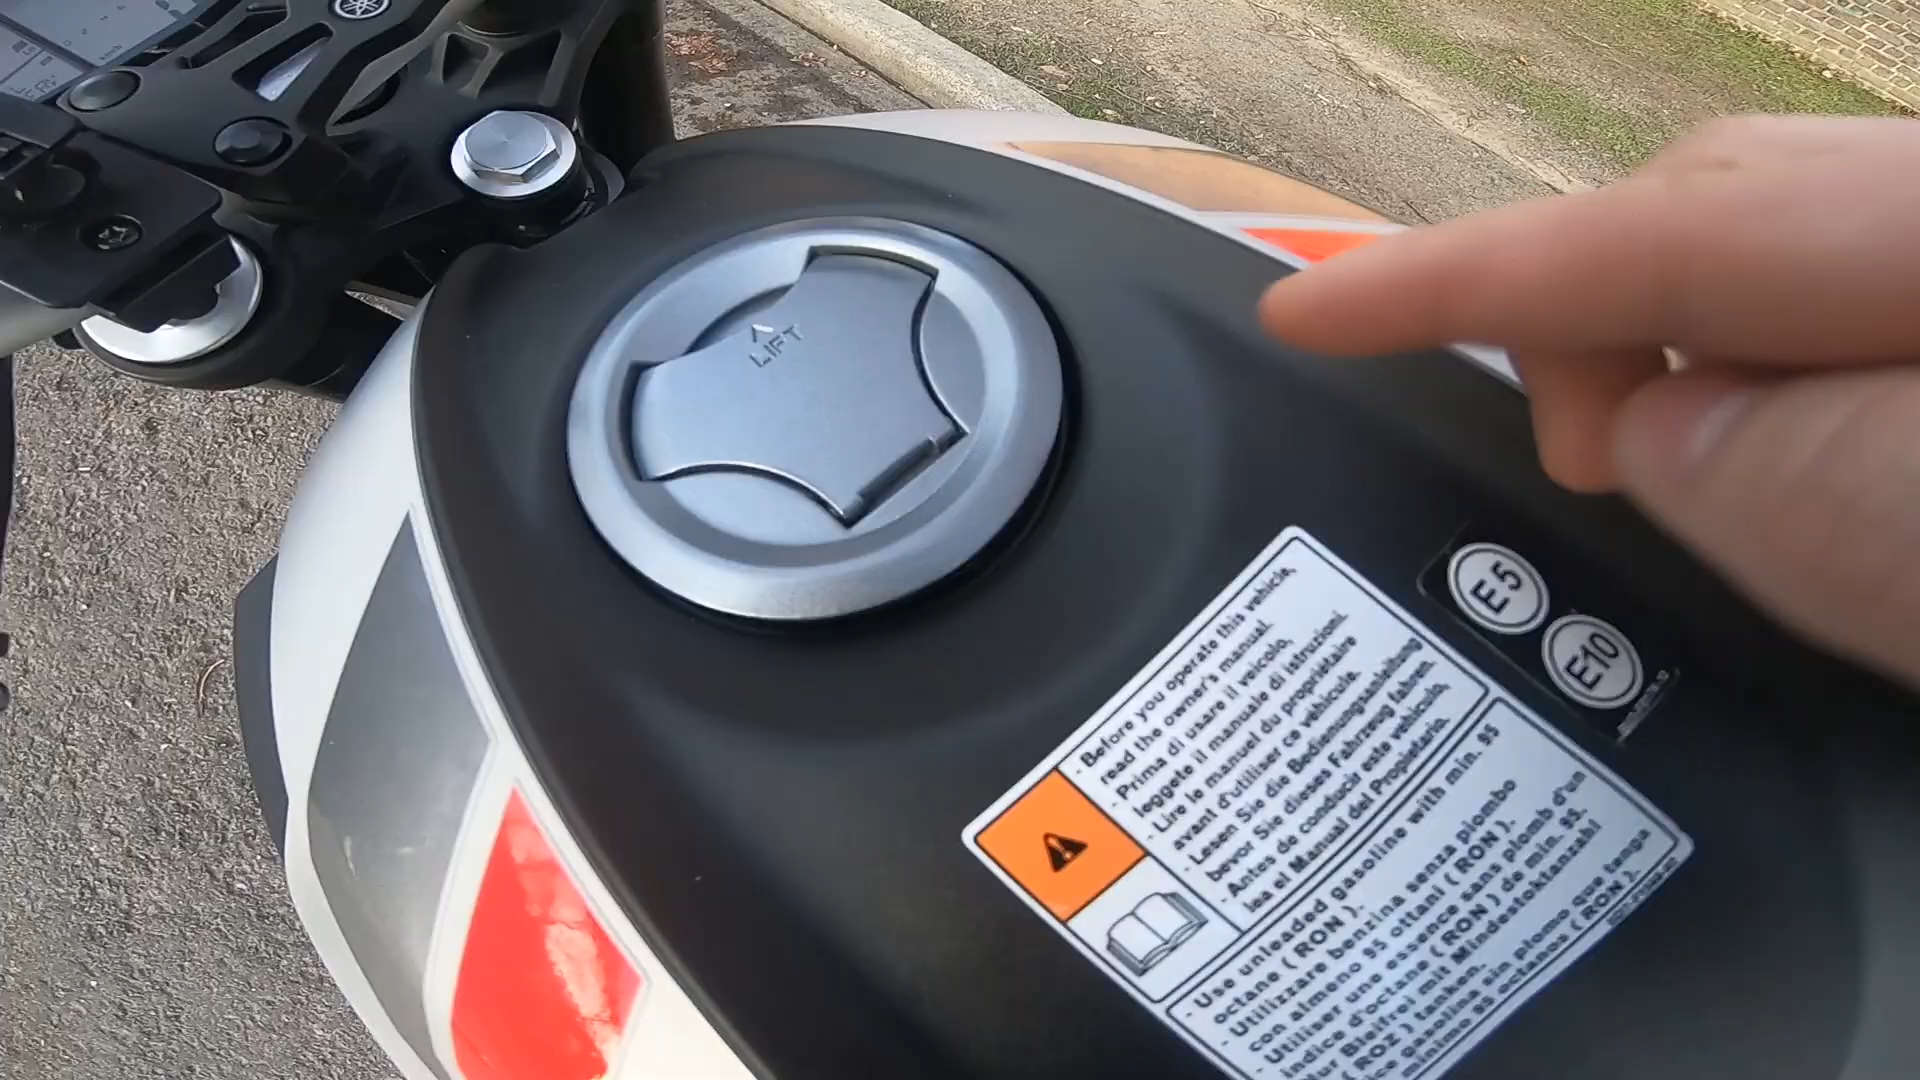 LIFT
E5
E10
- Before you operate this vehicle,
read the owner's manual.
- Prima di usare il veicolo,
leggete il manuale di istruzioni.
- Lire le manuel du propriétaire
avant d'utiliser ce véhicule.
- Lesen Sie die Bedienungsanleitung
bevor Sie dieses Fahrzeug fahren.
- Antes de conducir este vehículo,
lea el Manual del Propietario.
- Use unleaded gasoline with min. 95
octane ( RON ).
- Utilizzare benzina senza piombo
con almeno 95 ottani ( RON ).
- Utiliser une essence sans plomb d'un
indice d'octane ( RON ) de min. 95.
Nur Bleifrei mit Mindestoktanzahl
( ROZ ) tanken.
gasolina sin plomo que tenga
minimo 95 octanos ( RON ).